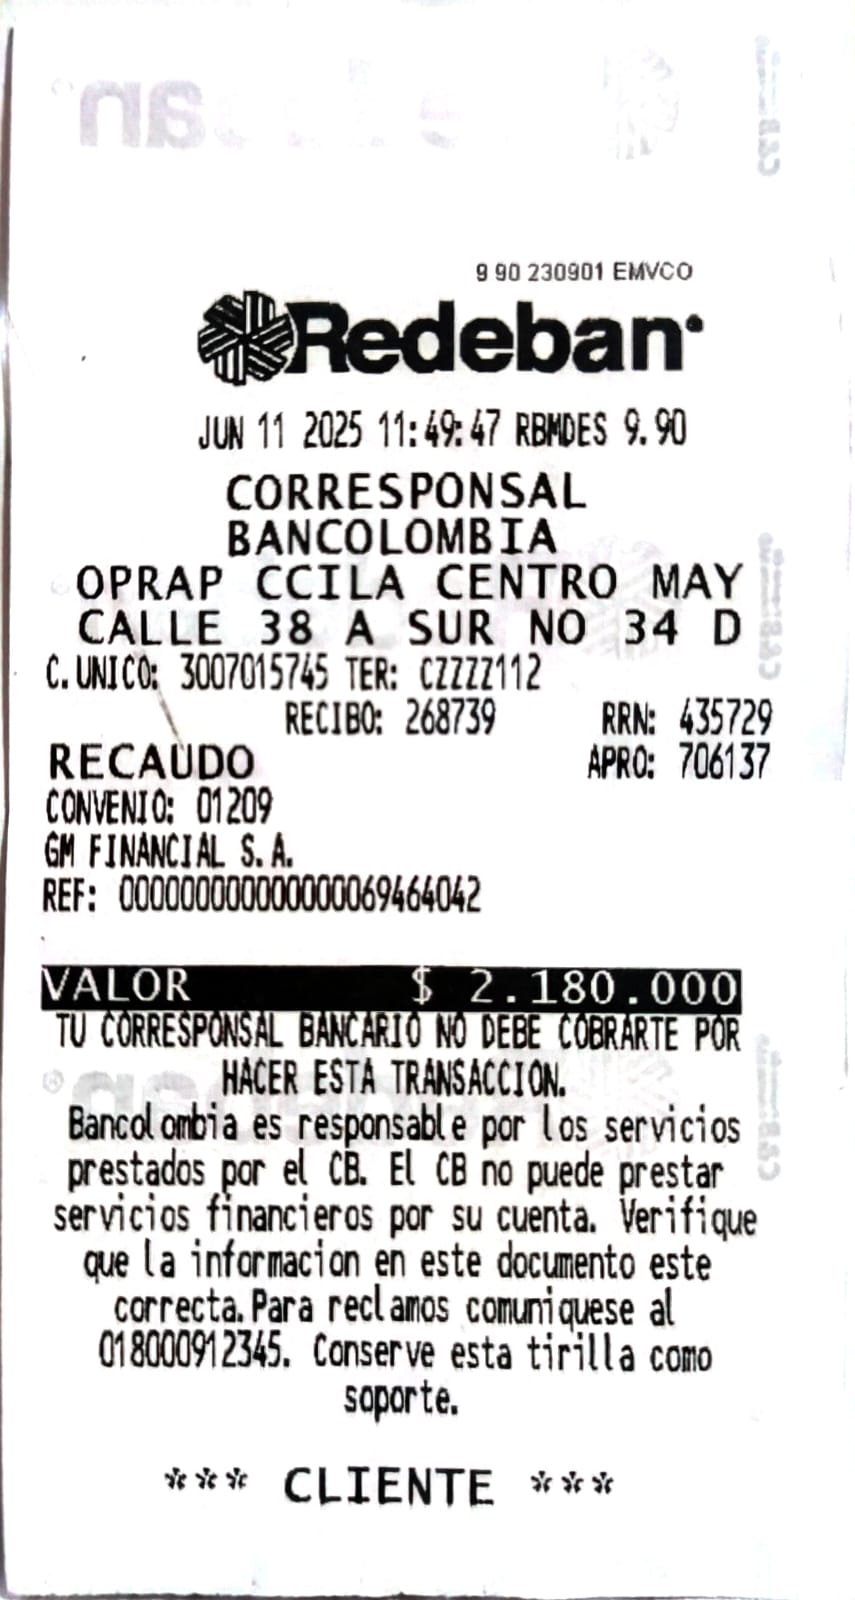 9 90 230901 EMVCO
Redeban
JUN 11 2025 11:49:47 RBMDES 9.90
CORRESPONSAL
BANCOLOMBIA
OPRAP CCILA CENTRO MAY
CALLE 38 A SUR NO 34 D
C.UNICO: 3007015745 TER: CZZZZ112
RECIBO: 268739 RRN: 435729
RECAUDO APRO: 706137
CONVENIO: 01209
GM FINANCIAL S.A.
REF: 0000000000000000069464042
VALOR $ 2.180.000
TU CORRESPONSAL BANCARIO NO DEBE COBRARTE POR
HACER ESTA TRANSACCION.
Bancolombia es responsable por los servicios
prestados por el CB. El CB no puede prestar
servicios financieros por su cuenta. Verifique
que la informacion en este documento este
correcta.Para reclamos comuniquese al
018000912345. Conserve esta tirilla como
soporte.
*** CLIENTE ***